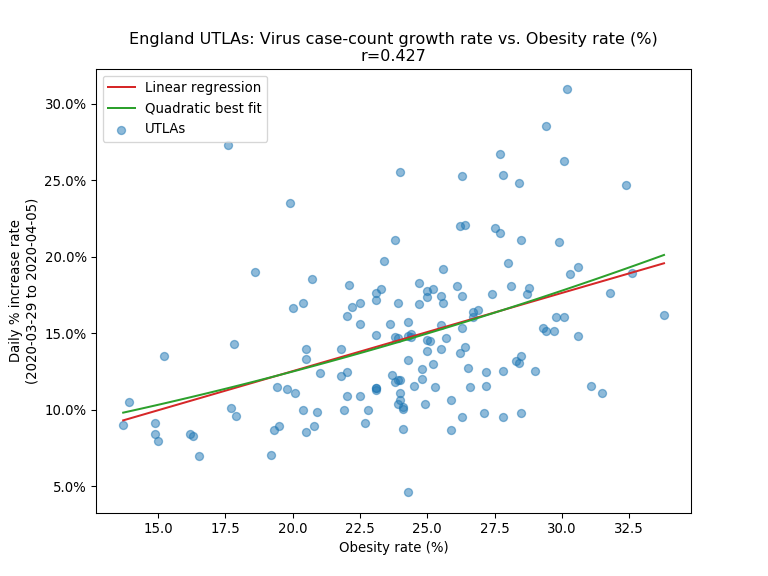 England UTLAs: Virus case-count growth rate vs. Obesity rate (%)
r=0.427
Linear regression
Quadratic best fit
UTLAs
30.0%
25.0%
20.0%
15.0%
10.0%
5.0%
Daily % increase rate
(2020-03-29 to 2020-04-05)
15.0
17.5
20.0
22.5
25.0
27.5
30.0
32.5
Obesity rate (%)